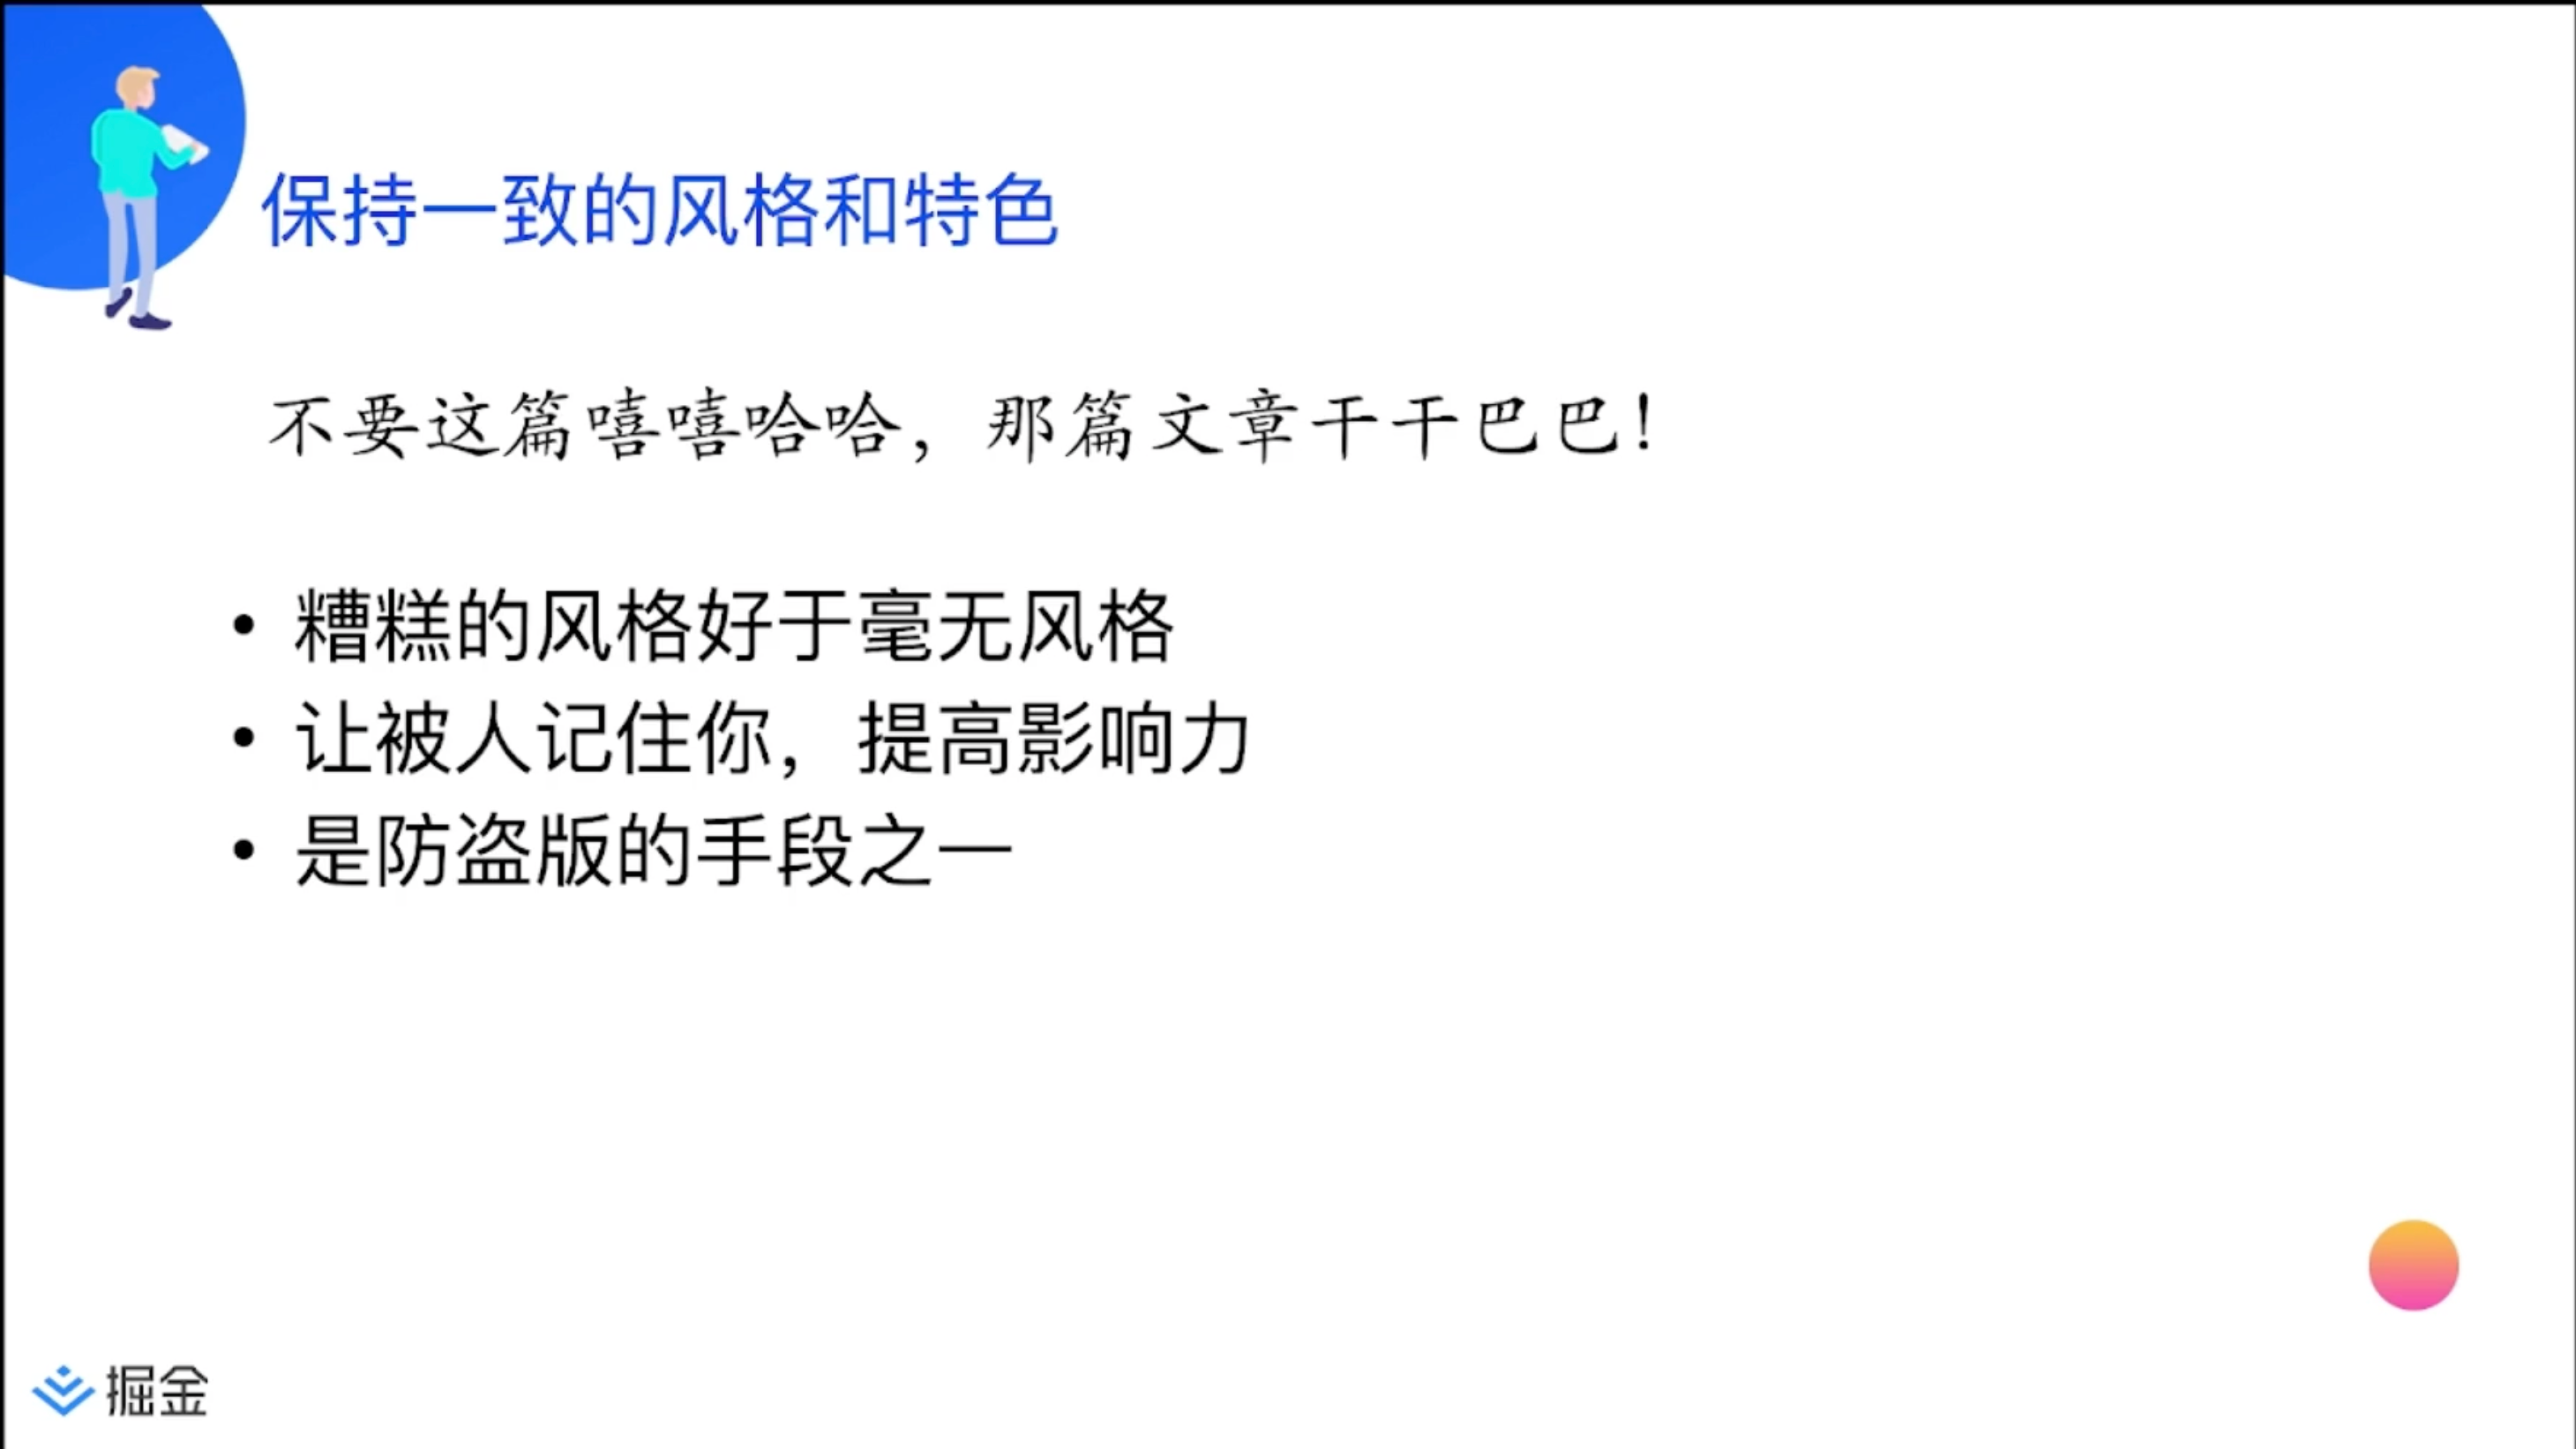 保持一致的风格和特色
不要这篇嘻嘻哈哈，那篇文章干干巴巴！
• 糟糕的风格好于毫无风格
• 让被人记住你，提高影响力
• 是防盗版的手段之一
掘金